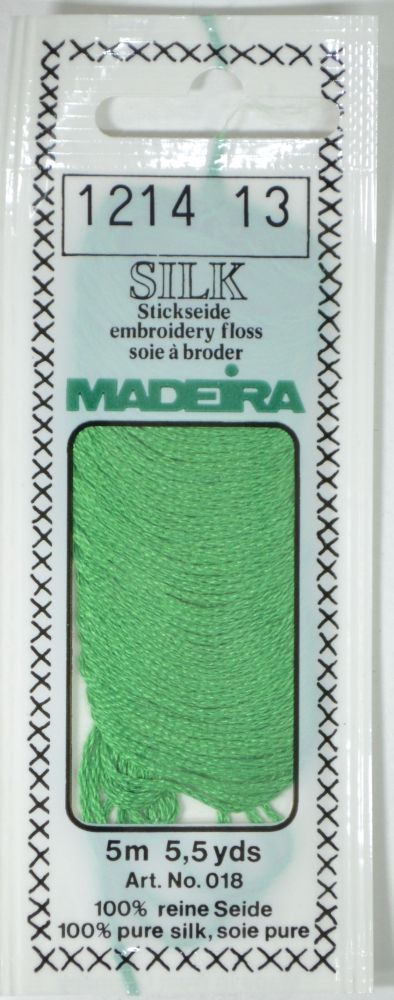 1214 13
SILK
Stickseide
embroidery floss
soie à broder
MADEIRA
5m 5,5yds
Art. No. 018
100% reine Seide
100% pure silk, soie pure